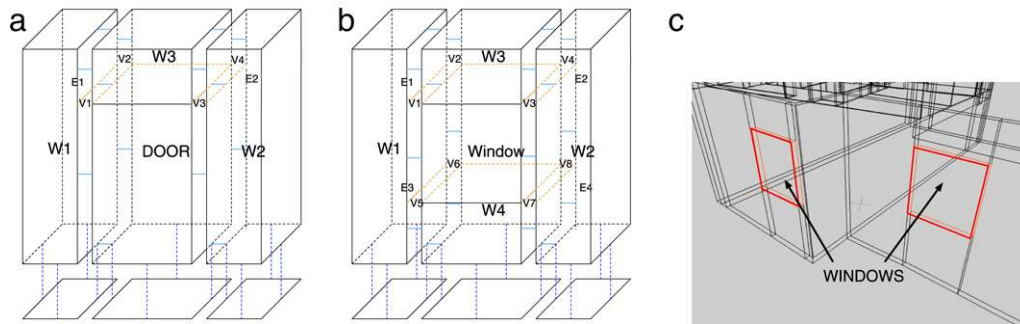 a
b
c
V2
W3
V4
E1
E2
V1
V3
W1
DOOR
W2
V2
W3
V4
E1
E2
V1
V3
W1
V6
Window
V8
W2
E3
E4
V5
W4
V7
WINDOWS